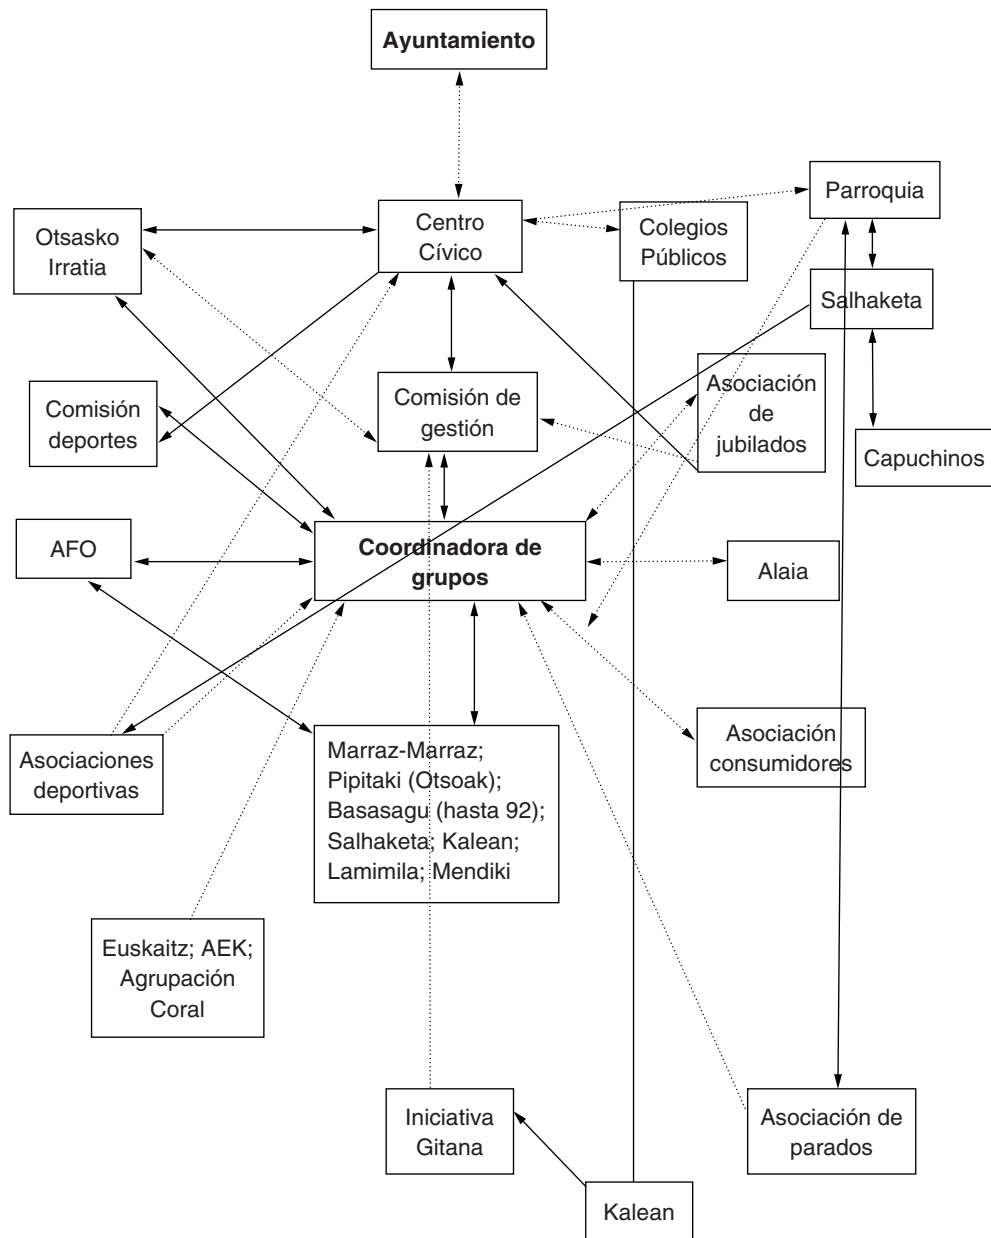 Ayuntamiento
Parroquia
Centro
Cívico
Colegios
Públicos
Otsasko
Irratia
Salhaketa
Comisión
deportes
Comisión de
gestión
Asociación
de
jubilados
Capuchinos
AFO
Coordinadora de
grupos
Alaia
Asociaciones
deportivas
Marraz-Marraz;
Pipitaki (Otsoak);
Basasagu (hasta 92);
Salhaketa; Kalean;
Lamimila; Mendiki
Asociación
consumidores
Euskaitz; AEK;
Agrupación
Coral
Iniciativa
Gitana
Asociación de
parados
Kalean